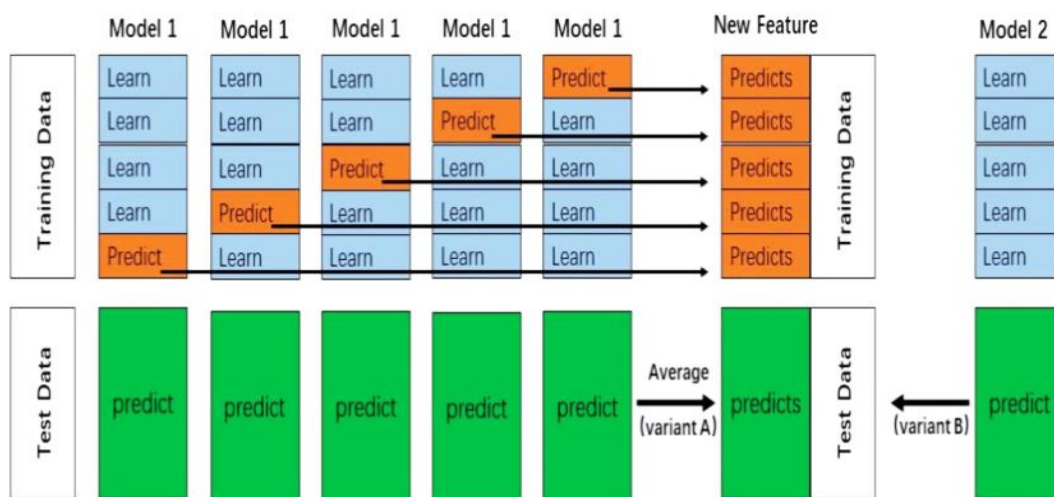 Model 1 Model 1 Model 1 Model 1 Model 1 New Feature Model 2
Training Data
Learn Learn Learn Learn Predict Predicts Learn
Learn Learn Learn Predict Learn Predicts Learn
Learn Learn Predict Learn Learn Predicts Learn
Learn Predict Learn Learn Learn Predicts Learn
Predict Learn Learn Learn Learn Predicts Learn
Training Data
Test Data
predict predict predict predict predict
Average
(variant A)
predicts
Test Data
(variant B)
predict